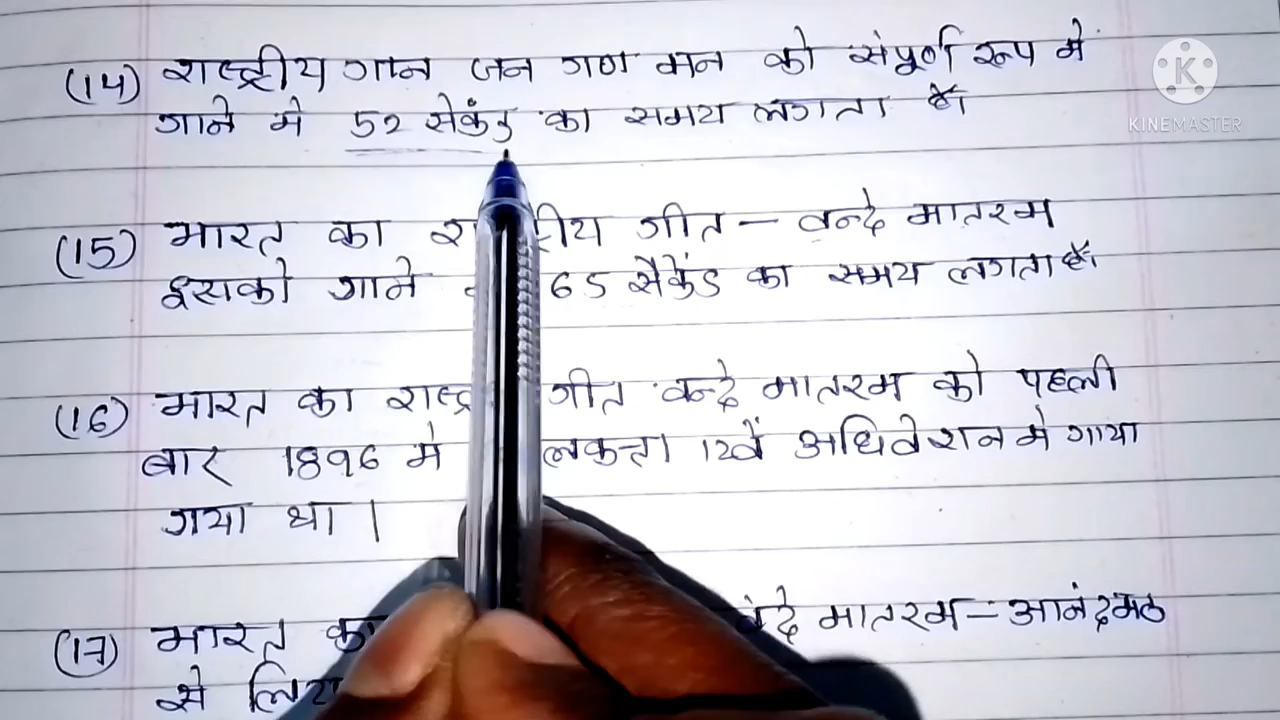 (14) राष्ट्रीय गान जन गण मन को संपूर्ण रूप में
गाने मे 52 सेकंड का समय लगता है।
(15) भारत का रा ट्रीय गीत – वन्दे मातरम
इसको गाने 65 सैकेंड का समय लगता है।
(16) भारत का राष्ट्र गीत वन्दे मातरम को पहली
बार 1896 मे लकत्ता 12वें अधिवेशन मे गाया
गया था।
(17) भारत का वंदे मातरम – आनंदमठ
से लिया
KINEMASTER